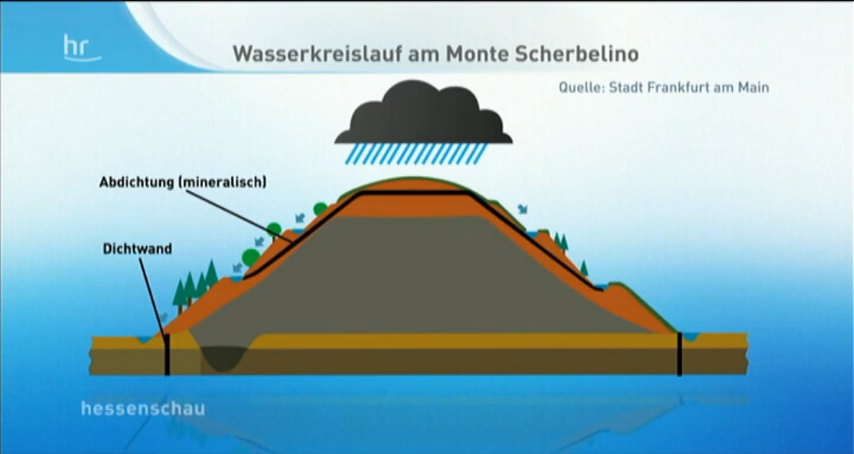 hr
Wasserkreislauf am Monte Scherbelino
Quelle: Stadt Frankfurt am Main
Abdichtung (mineralisch)
Dichtwand
hessenschau